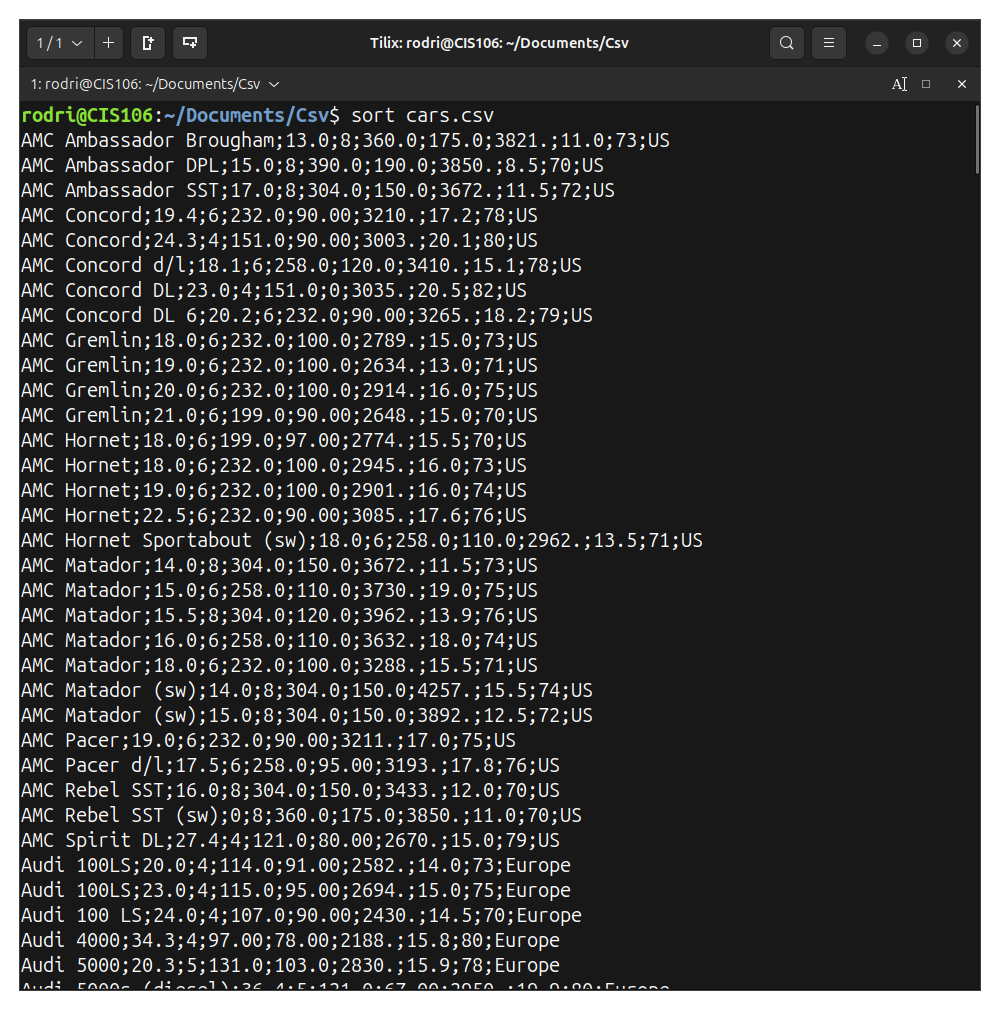 1 / 1
Tilix: rodri@CIS106: ~/Documents/Csv
1: rodri@CIS106: ~/Documents/Csv
rodri@CIS106:~/Documents/Csv$ sort cars.csv
AMC Ambassador Brougham;13.0;8;360.0;175.0;3821.;11.0;73;US
AMC Ambassador DPL;15.0;8;390.0;190.0;3850.;8.5;70;US
AMC Ambassador SST;17.0;8;304.0;150.0;3672.;11.5;72;US
AMC Concord;19.4;6;232.0;90.00;3210.;17.2;78;US
AMC Concord;24.3;4;151.0;90.00;3003.;20.1;80;US
AMC Concord d/l;18.1;6;258.0;120.0;3410.;15.1;78;US
AMC Concord DL;23.0;4;151.0;0;3035.;20.5;82;US
AMC Concord DL 6;20.2;6;232.0;90.00;3265.;18.2;79;US
AMC Gremlin;18.0;6;232.0;100.0;2789.;15.0;73;US
AMC Gremlin;19.0;6;232.0;100.0;2634.;13.0;71;US
AMC Gremlin;20.0;6;232.0;100.0;2914.;16.0;75;US
AMC Gremlin;21.0;6;199.0;90.00;2648.;15.0;70;US
AMC Hornet;18.0;6;199.0;97.00;2774.;15.5;70;US
AMC Hornet;18.0;6;232.0;100.0;2945.;16.0;73;US
AMC Hornet;19.0;6;232.0;100.0;2901.;16.0;74;US
AMC Hornet;22.5;6;232.0;90.00;3085.;17.6;76;US
AMC Hornet Sportabout (sw);18.0;6;258.0;110.0;2962.;13.5;71;US
AMC Matador;14.0;8;304.0;150.0;3672.;11.5;73;US
AMC Matador;15.0;6;258.0;110.0;3730.;19.0;75;US
AMC Matador;15.5;8;304.0;120.0;3962.;13.9;76;US
AMC Matador;16.0;6;258.0;110.0;3632.;18.0;74;US
AMC Matador;18.0;6;232.0;100.0;3288.;15.5;71;US
AMC Matador (sw);14.0;8;304.0;150.0;4257.;15.5;74;US
AMC Matador (sw);15.0;8;304.0;150.0;3892.;12.5;72;US
AMC Pacer;19.0;6;232.0;90.00;3211.;17.0;75;US
AMC Pacer d/l;17.5;6;258.0;95.00;3193.;17.8;76;US
AMC Rebel SST;16.0;8;304.0;150.0;3433.;12.0;70;US
AMC Rebel SST (sw);0;8;360.0;175.0;3850.;11.0;70;US
AMC Spirit DL;27.4;4;121.0;80.00;2670.;15.0;79;US
Audi 100LS;20.0;4;114.0;91.00;2582.;14.0;73;Europe
Audi 100LS;23.0;4;115.0;95.00;2694.;15.0;75;Europe
Audi 100 LS;24.0;4;107.0;90.00;2430.;14.5;70;Europe
Audi 4000;34.3;4;97.00;78.00;2188.;15.8;80;Europe
Audi 5000;20.3;5;131.0;103.0;2830.;15.9;78;Europe
Audi 5000s (diesel);36.4;5;121.0;67.00;2950.;19.9;80;Europe